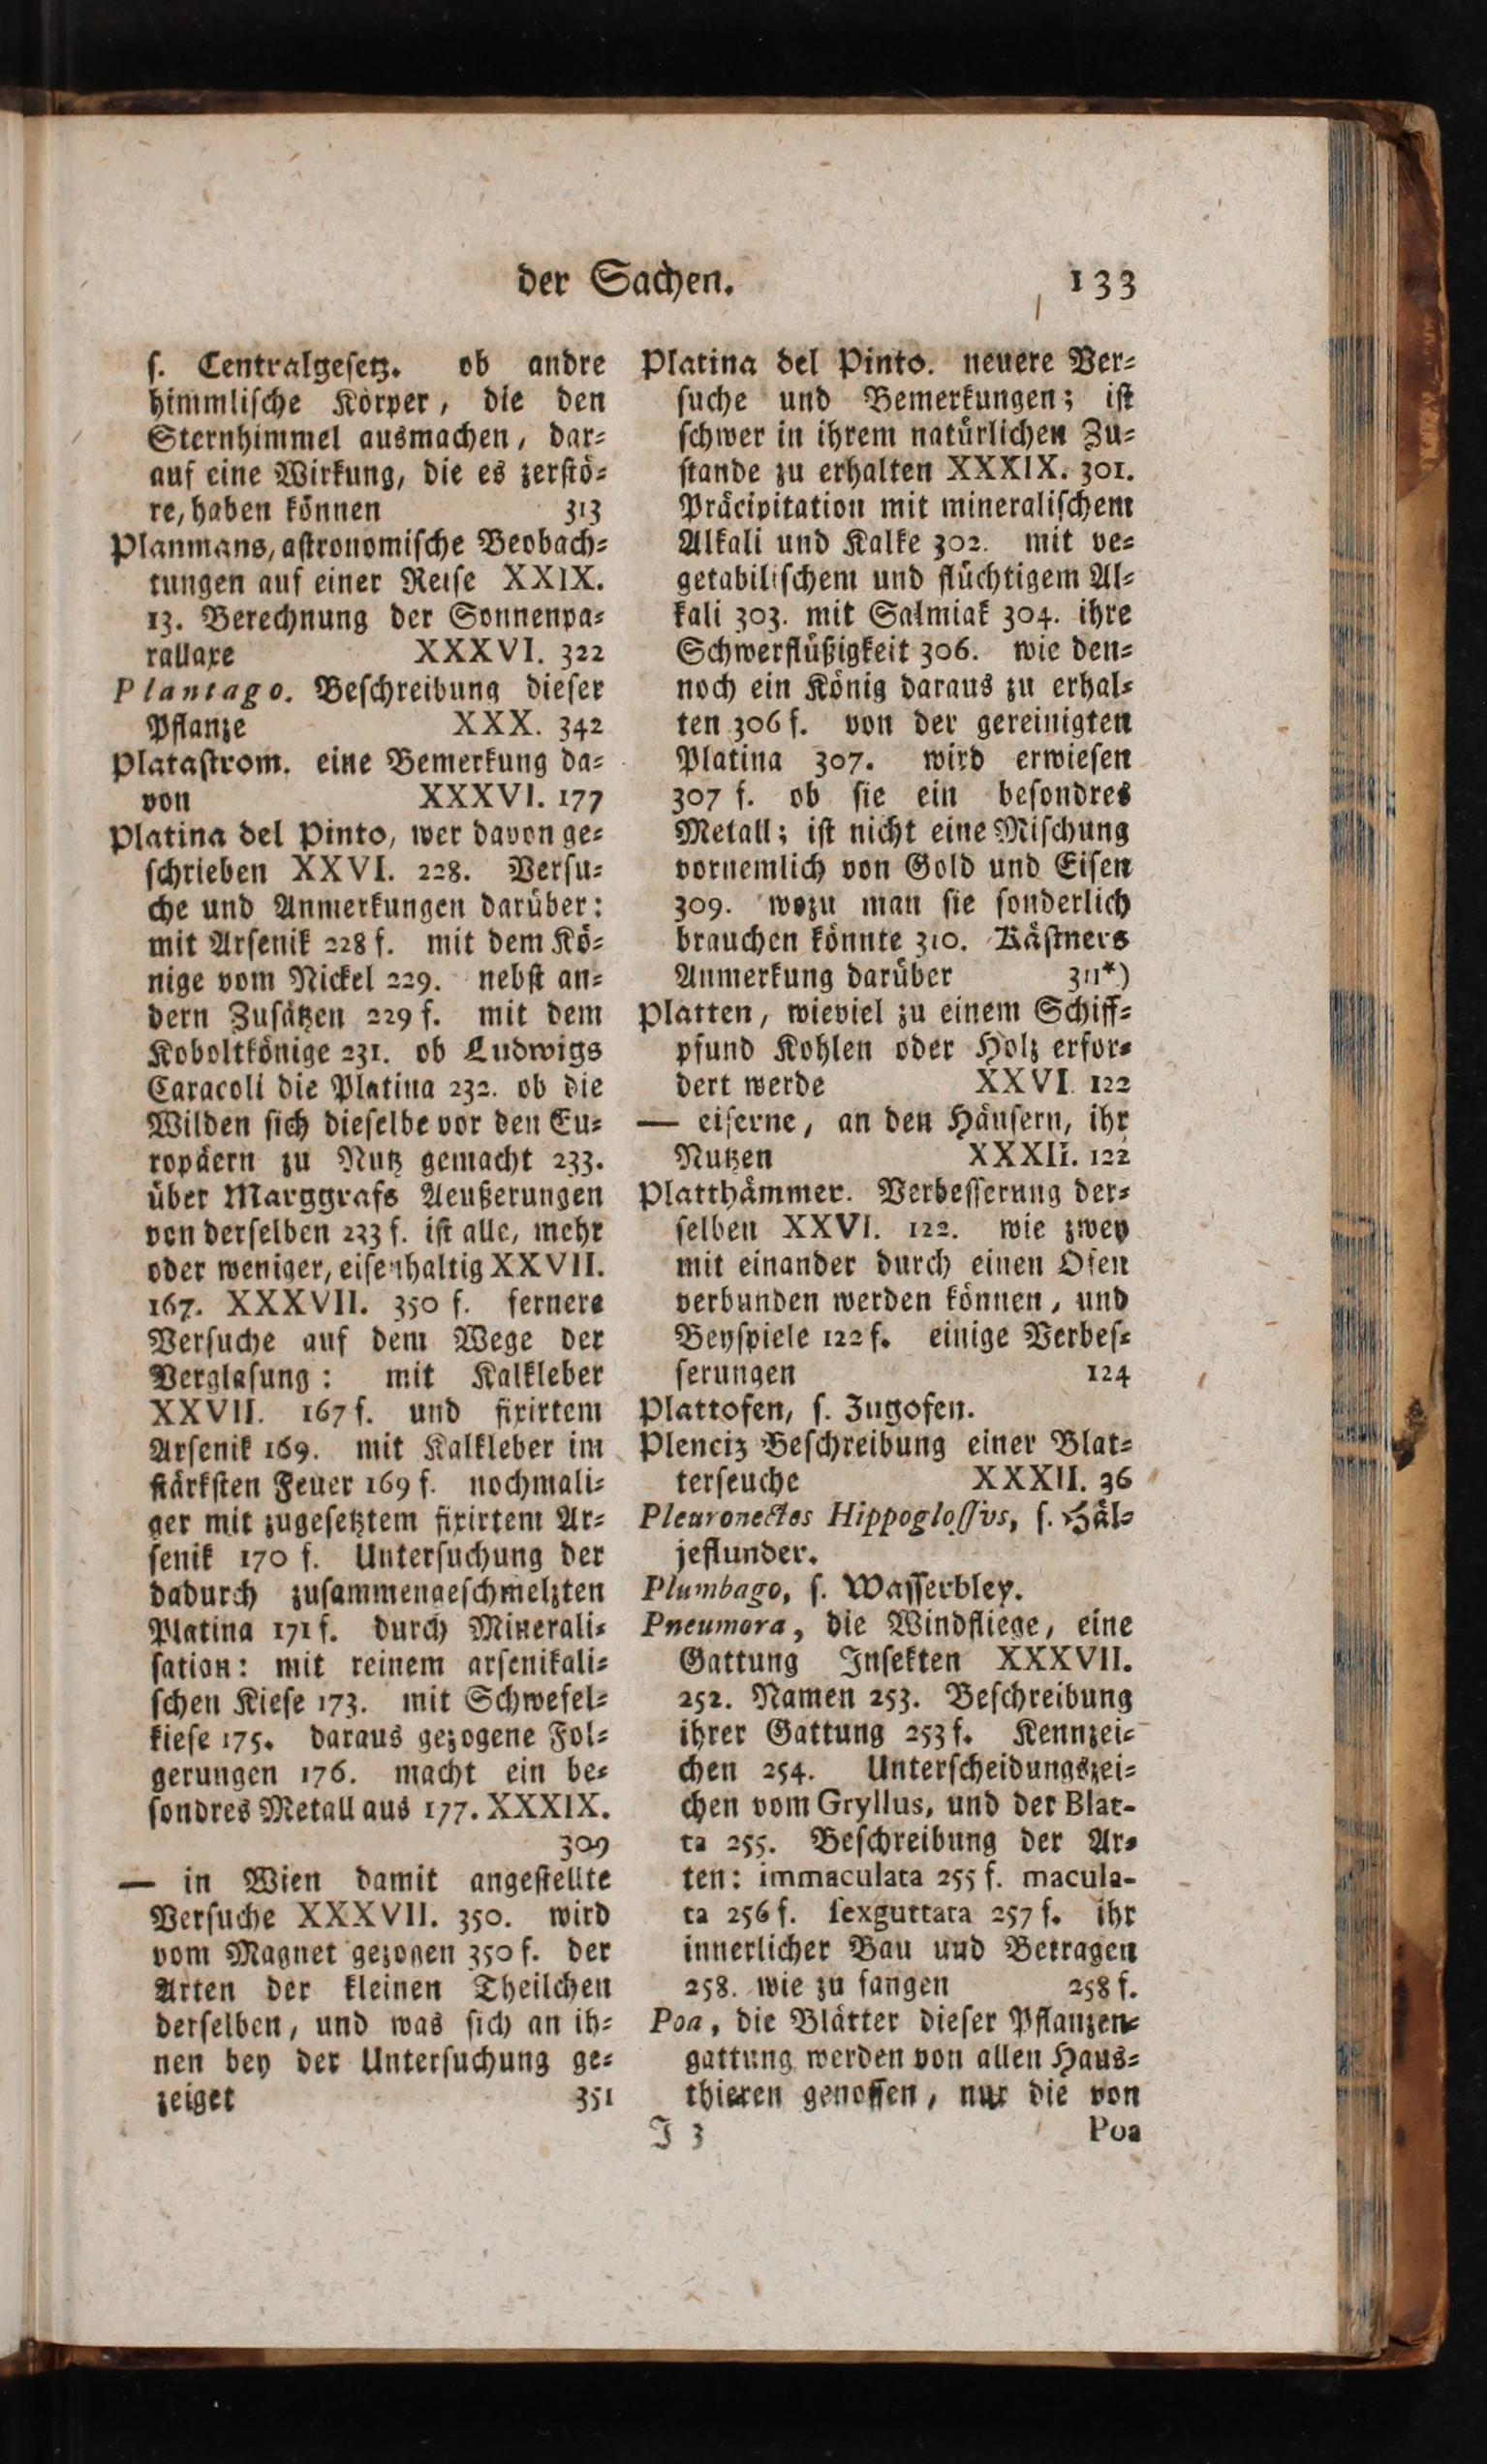 der Sachen. 133
ſ. Centralgeſetz. ob andre
himmliſche Körper, die den
Sternhimmel ausmachen, dar⸗
auf eine Wirkung, die es zerſtö⸗
re, haben können 313
Planmans, aſtronomiſche Beobach⸗
tungen auf einer Reiſe XXIX.
13. Berechnung der Sonnenpa⸗
rallaxe XXXVI. 322
Plantago. Beſchreibung dieſer
Pflanze XXX. 342
Plataſtrom. eine Bemerkung da⸗
von XXXVI. 177
Platina del Pinto, wer davon ge⸗
ſchrieben XXVI. 228. Verſu⸗
che und Anmerkungen darüber:
mit Arſenik 228 f. mit dem Kö⸗
nige vom Nickel 229. nebſt an⸗
dern Zuſätzen 229 f. mit dem
Koboltkönige 231. ob Ludwigs
Caracoli die Platina 232. ob die
Wilden ſich dieſelbe vor den Eu⸗
ropäern zu Nutz gemacht 233.
über Marggrafs Aeußerungen
von derſelben 233 f. iſt alle, mehr
oder weniger, eiſenhaltig XXVII.
167. XXXVII. 350 f. fernere
Verſuche auf dem Wege der
Verglaſung: mit Kalkleber
XXVII. 167 f. und fixirtem
Arſenik 169. mit Kalkleber im
ſtärkſten Feuer 169 f. nochmali⸗
ger mit zugeſetztem fixirtem Ar⸗
ſenik 170 f. Unterſuchung der
dadurch zuſammengeſchmelzten
Platina 171 f. durch Minerali⸗
ſation: mit reinem arſenikali⸗
ſchen Kieſe 173. mit Schwefel⸗
kieſe 175. daraus gezogene Fol⸗
gerungen 176. macht ein be⸗
ſondres Metall aus 177. XXXIX.
309
— in Wien damit angeſtellte
Verſuche XXXVII. 350. wird
vom Magnet gezogen 350 f. der
Arten der kleinen Theilchen
derſelben, und was ſich an ih⸗
nen bey der Unterſuchung ge⸗
zeiget 351
Platina del Pinto. neuere Ver⸗
ſuche und Bemerkungen; iſt
ſchwer in ihrem natürlichen Zu⸗
ſtande zu erhalten XXXIX. 301.
Präcipitation mit mineraliſchem
Alkali und Kalke 302. mit ve⸗
getabiliſchem und flüchtigem Al⸗
kali 303. mit Salmiak 304. ihre
Schwerflüßigkeit 306. wie den⸗
noch ein König daraus zu erhal⸗
ten 306 f. von der gereinigten
Platina 307. wird erwieſen
307 f. ob ſie ein beſondres
Metall; iſt nicht eine Miſchung
vornemlich von Gold und Eiſen
309. wozu man ſie ſonderlich
brauchen könnte 310. Käſtners
Anmerkung darüber 311*)
Platten, wieviel zu einem Schiff⸗
pfund Kohlen oder Holz erfor⸗
dert werde XXVI. 122
— eiſerne, an den Häuſern, ihr
Nutzen XXXII. 122
Platthämmer. Verbeſſerung der⸗
ſelben XXVI. 122. wie zwey
mit einander durch einen Ofen
verbunden werden können, und
Beyſpiele 122 f. einige Verbeſ⸗
ſerungen 124
Plattofen, ſ. Zugofen.
Plenciz Beſchreibung einer Blat⸗
terſeuche XXXII. 36
Pleuronectes Hippogloſſvs, ſ. Häl⸗
jeflunder.
Plumbago, ſ. Waſſerbley.
Pneumora, die Windfliege, eine
Gattung Inſekten XXXVII.
252. Namen 253. Beſchreibung
ihrer Gattung 253 f. Kennzei⸗
chen 254. Unterſcheidungszei⸗
chen vom Gryllus, und der Blat-
ta 255. Beſchreibung der Ar⸗
ten: immaculata 255 f. macula-
ta 256 f. ſexguttata 257 f. ihr
innerlicher Bau und Betragen
258. wie zu fangen 258 f.
Poa, die Blätter dieſer Pflanzen⸗
gattung werden von allen Haus⸗
thieren genoſſen, nur die von
J 3 Poa